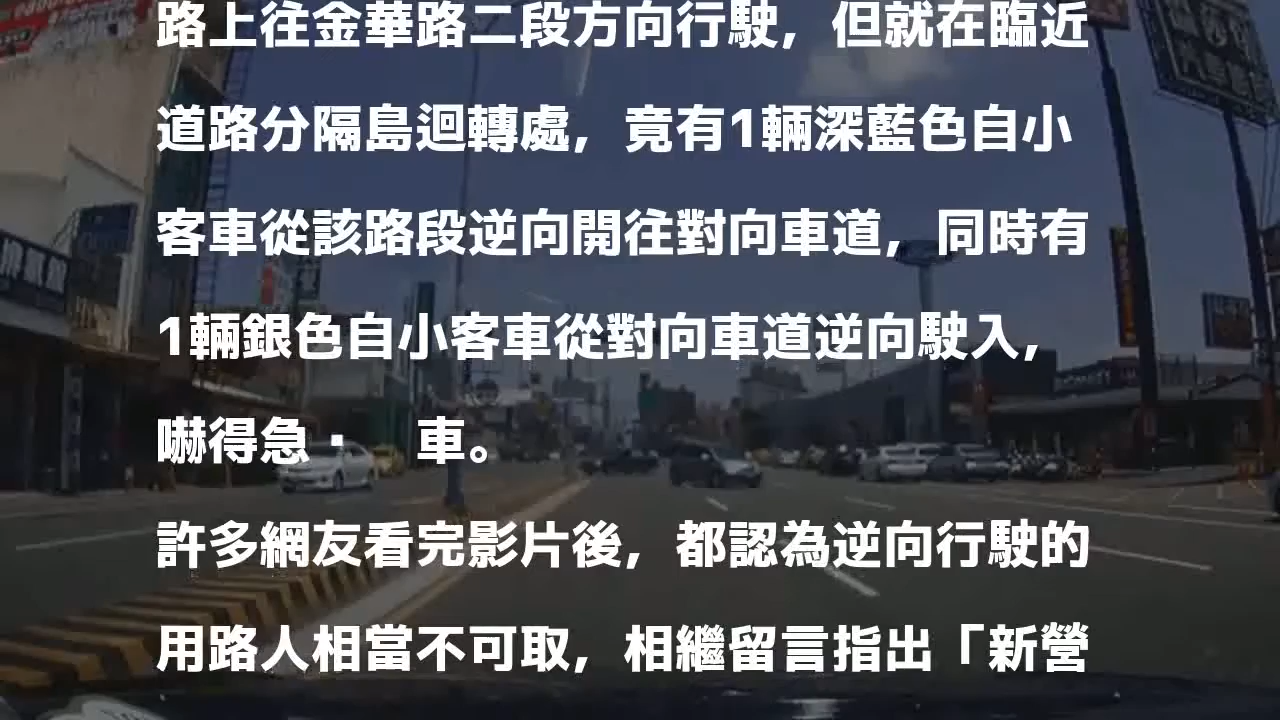 路上往金華路二段方向行駛，但就在臨近
道路分隔島迴轉處，竟有1輛深藍色自小
客車從該路段逆向開往對向車道，同時有
1輛銀色自小客車從對向車道逆向駛入，
嚇得急·　車。
許多網友看完影片後，都認為逆向行駛的
用路人相當不可取，相繼留言指出「新營